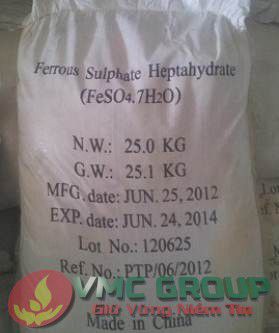 Ferrous Sulphate Heptahydrate
(FeSO4.7H2O)
N.W.: 25.0 KG
G.W.: 25.1 KG
MFG. date: JUN. 25, 2012
EXP. date: JUN. 24, 2014
Lot No.: 120625
Ref. No.: PTP/06/2012
VMC GROUP
Giữ Vững Niềm Tin
Made in China